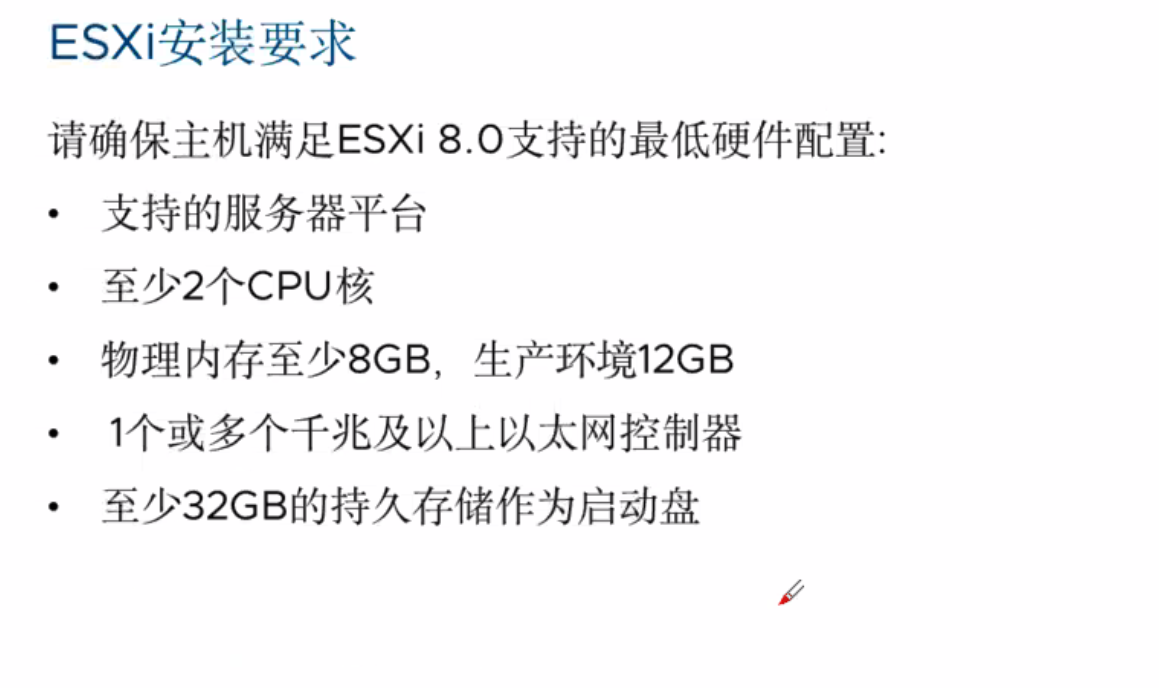 ESXi安装要求
请确保主机满足ESXi 8.0支持的最低硬件配置:
• 支持的服务器平台
• 至少2个CPU核
• 物理内存至少8GB，生产环境12GB
• 1个或多个千兆及以上以太网控制器
• 至少32GB的持久存储作为启动盘